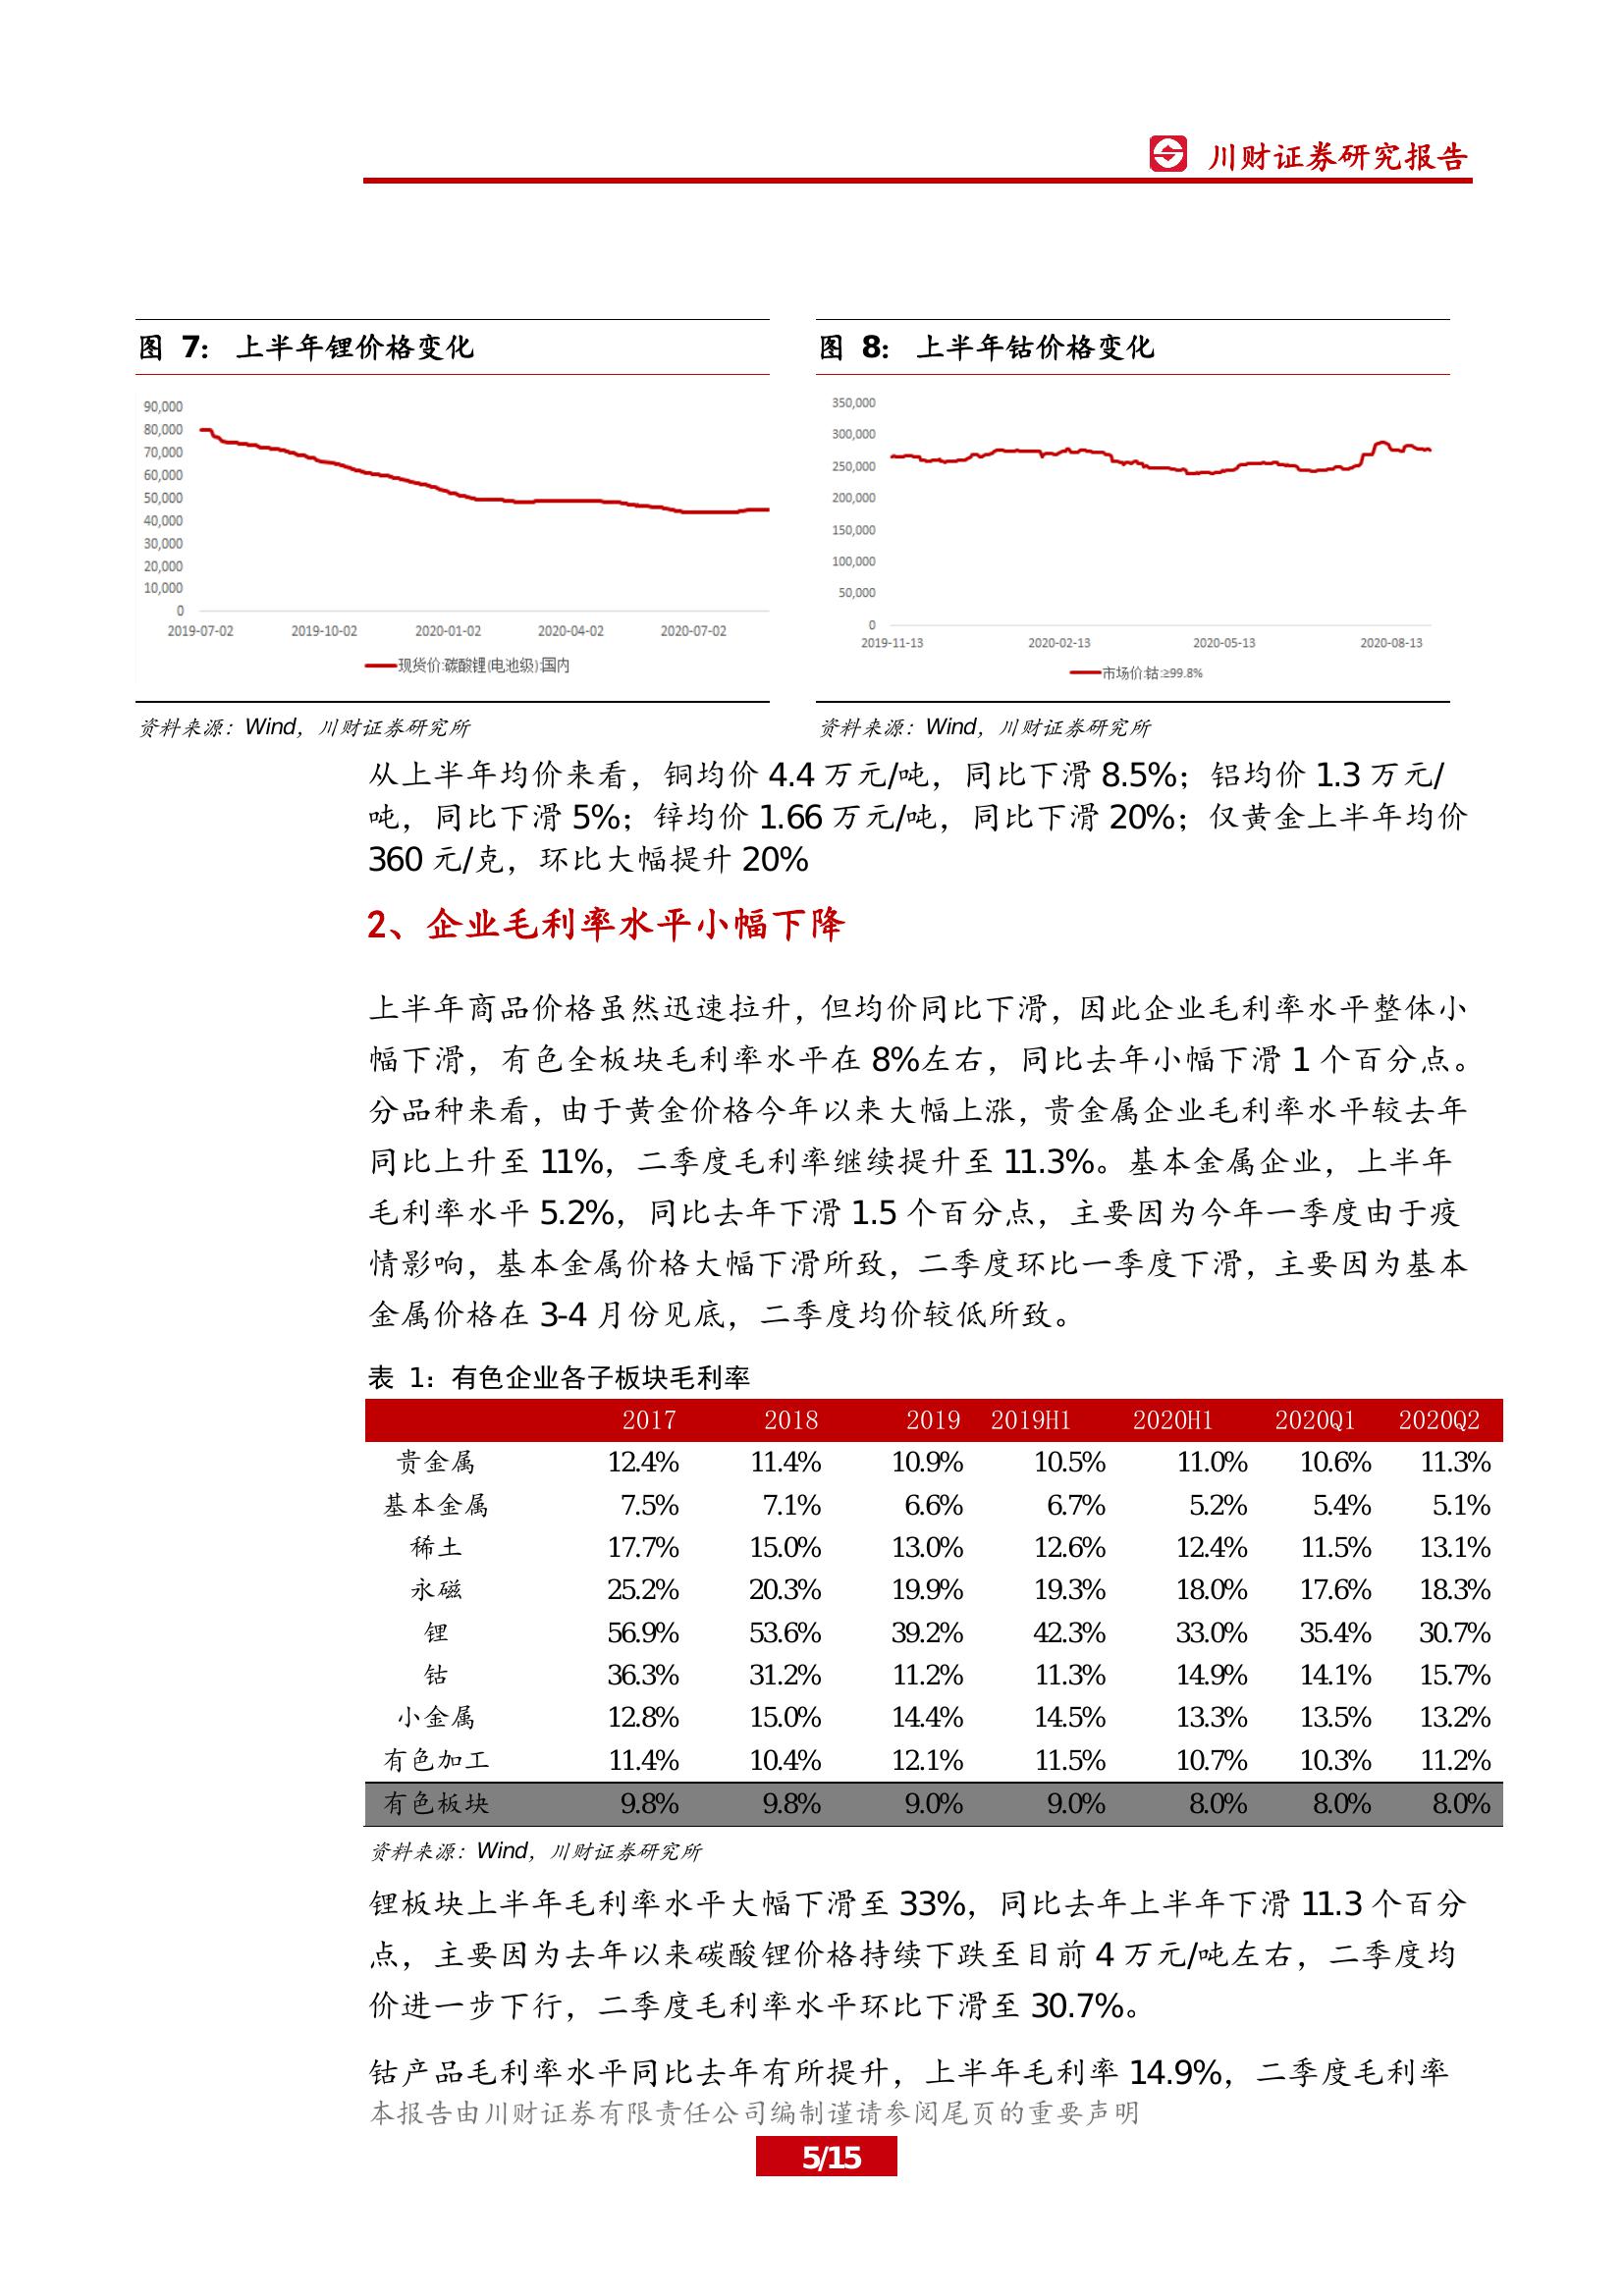 川财证券研究报告
图 7： 上半年锂价格变化
90,000
80,000
70,000
60,000
50,000
40,000
30,000
20,000
10,000
0
2019-07-02 2019-10-02 2020-01-02 2020-04-02 2020-07-02
现货价:碳酸锂(电池级):国内
资料来源：Wind，川财证券研究所
图 8： 上半年钴价格变化
350,000
300,000
250,000
200,000
150,000
100,000
50,000
0
2019-11-13 2020-02-13 2020-05-13 2020-08-13
市场价:钴:≥99.8%
资料来源：Wind，川财证券研究所
从上半年均价来看，铜均价 4.4 万元/吨，同比下滑 8.5%；铝均价 1.3 万元/
吨，同比下滑 5%；锌均价 1.66 万元/吨，同比下滑 20%；仅黄金上半年均价
360 元/克，环比大幅提升 20%
2、企业毛利率水平小幅下降
上半年商品价格虽然迅速拉升，但均价同比下滑，因此企业毛利率水平整体小
幅下滑，有色全板块毛利率水平在 8%左右，同比去年小幅下滑 1 个百分点。
分品种来看，由于黄金价格今年以来大幅上涨，贵金属企业毛利率水平较去年
同比上升至 11%，二季度毛利率继续提升至 11.3%。基本金属企业，上半年
毛利率水平 5.2%，同比去年下滑 1.5 个百分点，主要因为今年一季度由于疫
情影响，基本金属价格大幅下滑所致，二季度环比一季度下滑，主要因为基本
金属价格在 3-4 月份见底，二季度均价较低所致。
表 1：有色企业各子板块毛利率
2017 2018 2019 2019H1 2020H1 2020Q1 2020Q2
贵金属 12.4% 11.4% 10.9% 10.5% 11.0% 10.6% 11.3%
基本金属 7.5% 7.1% 6.6% 6.7% 5.2% 5.4% 5.1%
稀土 17.7% 15.0% 13.0% 12.6% 12.4% 11.5% 13.1%
永磁 25.2% 20.3% 19.9% 19.3% 18.0% 17.6% 18.3%
锂 56.9% 53.6% 39.2% 42.3% 33.0% 35.4% 30.7%
钴 36.3% 31.2% 11.2% 11.3% 14.9% 14.1% 15.7%
小金属 12.8% 15.0% 14.4% 14.5% 13.3% 13.5% 13.2%
有色加工 11.4% 10.4% 12.1% 11.5% 10.7% 10.3% 11.2%
有色板块 9.8% 9.8% 9.0% 9.0% 8.0% 8.0% 8.0%
资料来源：Wind，川财证券研究所
锂板块上半年毛利率水平大幅下滑至 33%，同比去年上半年下滑 11.3 个百分
点，主要因为去年以来碳酸锂价格持续下跌至目前 4 万元/吨左右，二季度均
价进一步下行，二季度毛利率水平环比下滑至 30.7%。
钴产品毛利率水平同比去年有所提升，上半年毛利率 14.9%，二季度毛利率
本报告由川财证券有限责任公司编制谨请参阅尾页的重要声明
5/15